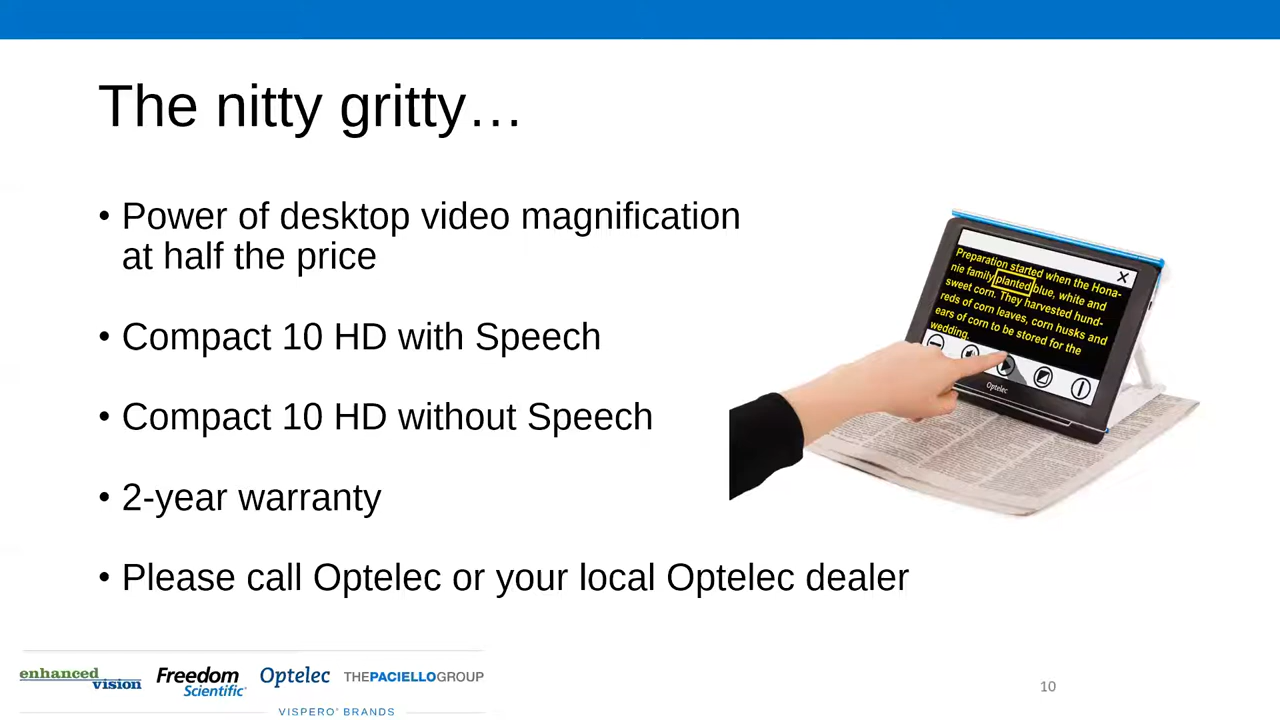 The nitty gritty…
• Power of desktop video magnification
at half the price
• Compact 10 HD with Speech
• Compact 10 HD without Speech
• 2-year warranty
• Please call Optelec or your local Optelec dealer
Preparation started when the Hona-
nie family planted blue, white and
sweet corn. They harvested hund-
reds of corn leaves, corn husks and
ears of corn to be stored for the
wedding.
Optelec
enhanced
vision
Freedom
Scientific®
Optelec
THEPACIELLOGROUP
VISPERO® BRANDS
10